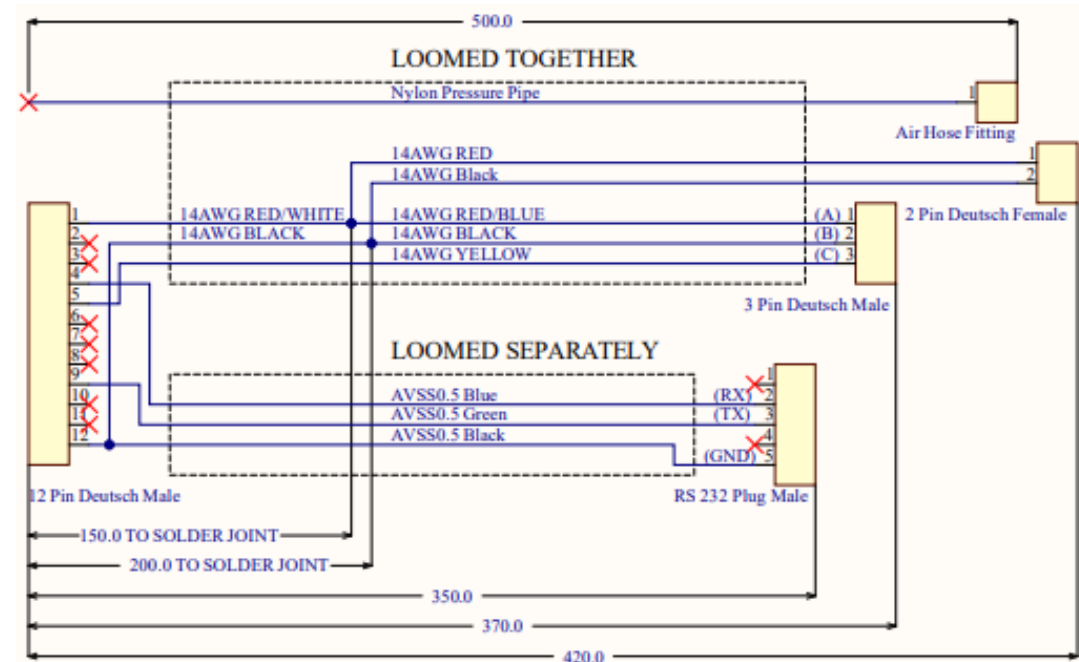 500.0
LOOMED TOGETHER
Nylon Pressure Pipe
1
Air Hose Fitting
14AWG RED
1
14AWG Black
2
2 Pin Deutsch Female
1
14AWG RED/WHITE
14AWG RED/BLUE
(A) 1
2
14AWG BLACK
14AWG BLACK
(B) 2
3
14AWG YELLOW
(C) 3
4
5
3 Pin Deutsch Male
6
7
8
LOOMED SEPARATELY
9
1
10
AVSS0.5 Blue
(RX) 2
11
AVSS0.5 Green
(TX) 3
12
AVSS0.5 Black
4
(GND) 5
12 Pin Deutsch Male
RS 232 Plug Male
150.0 TO SOLDER JOINT
200.0 TO SOLDER JOINT
350.0
370.0
420.0